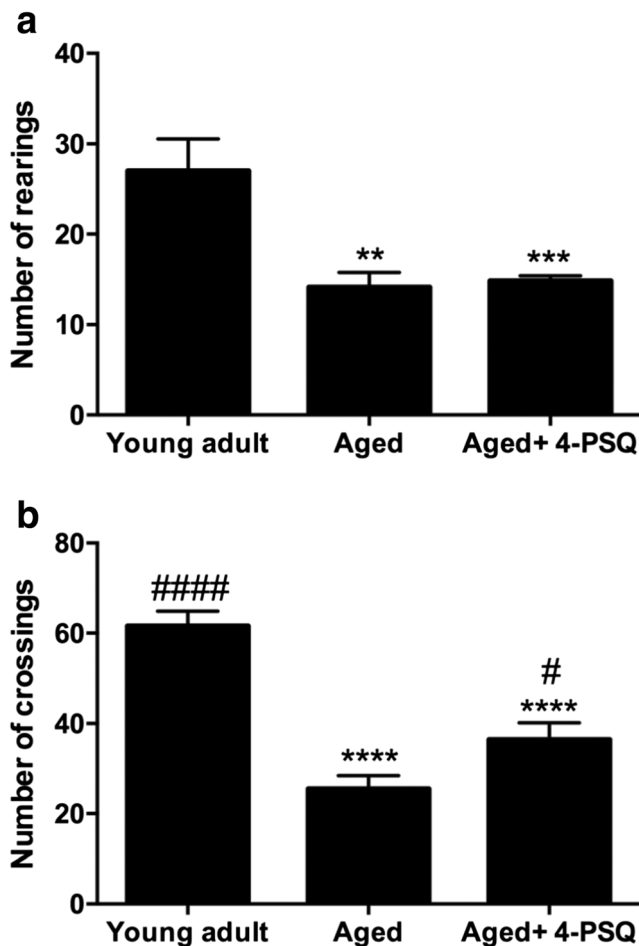 a
Number of rearings
40
30
20
10
0
**
***
Young adult Aged Aged+ 4-PSQ
b
Number of crossings
80
60
40
20
0
####
****
#
****
Young adult Aged Aged+ 4-PSQ